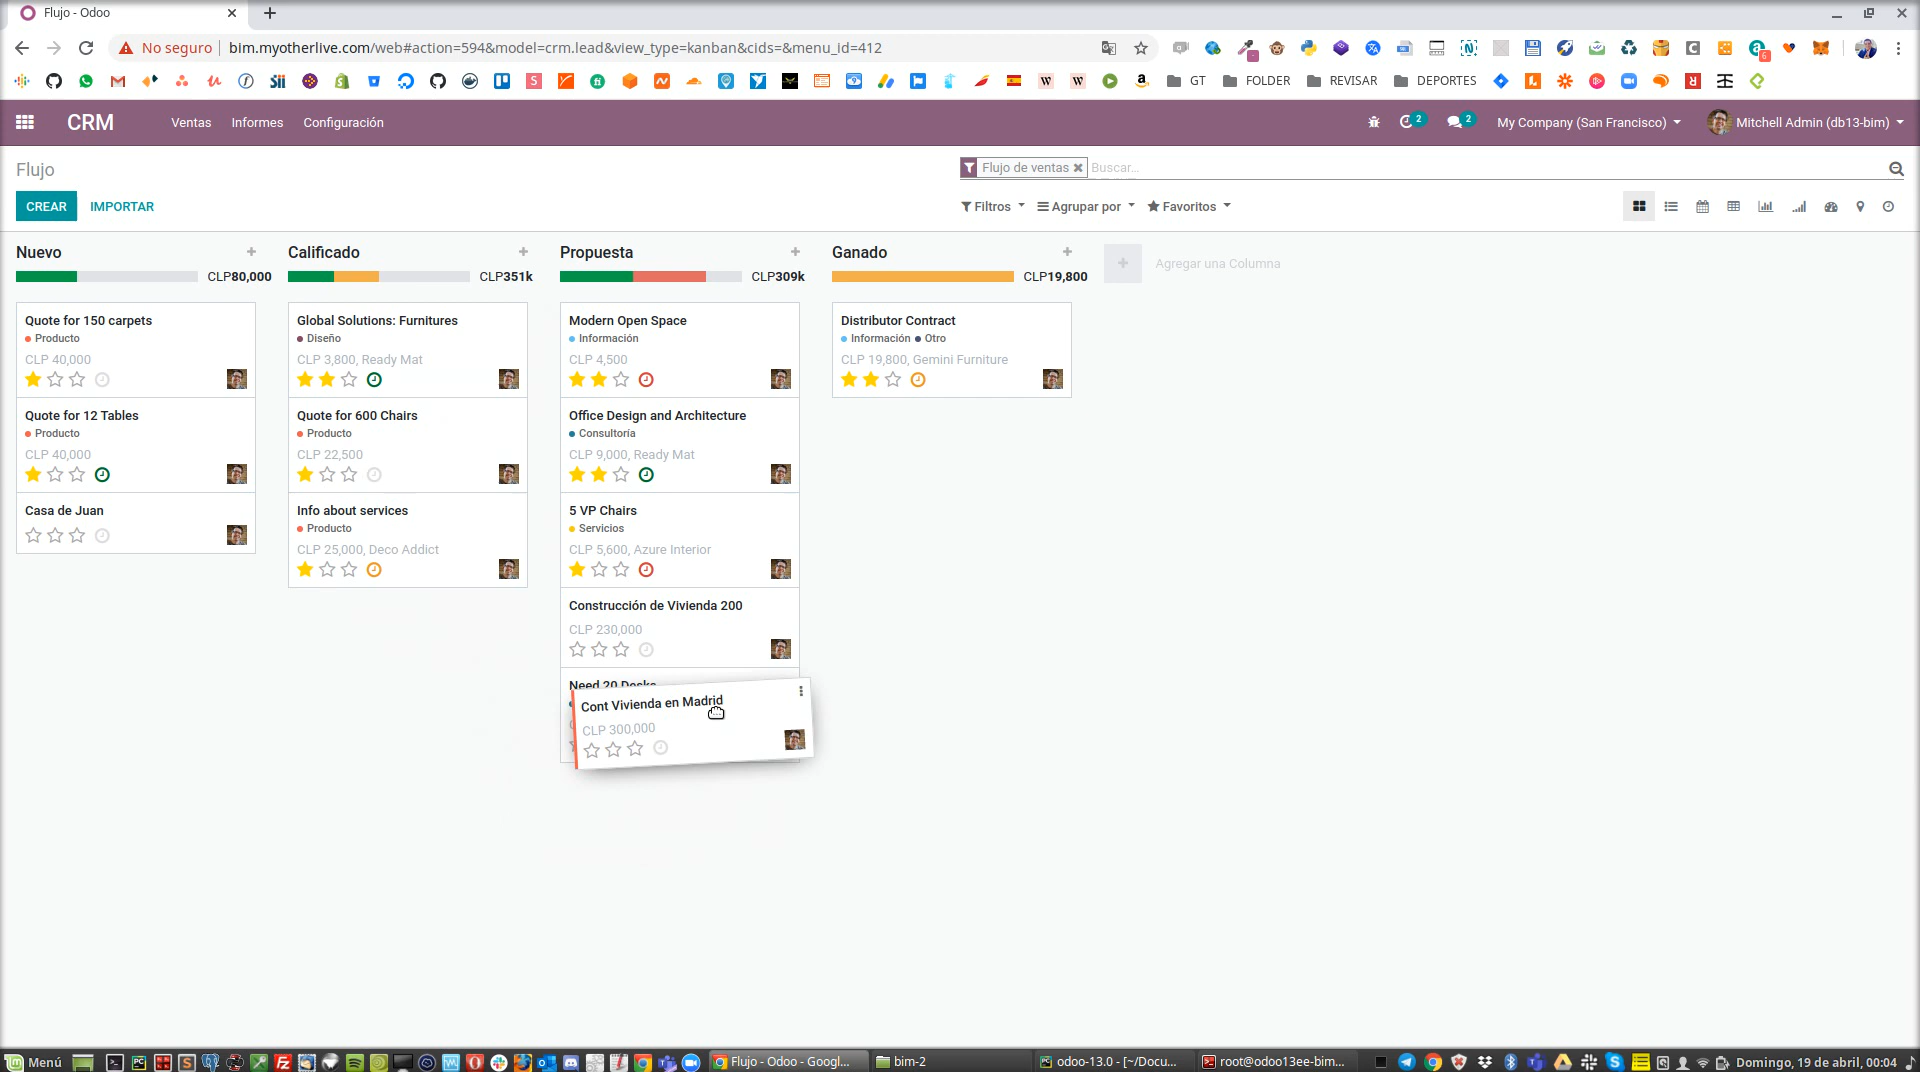 Flujo - Odoo
No seguro
bim.myotherlive.com/web#action=594&model=crm.lead&view_type=kanban&cids=&menu_id=412
GT
FOLDER
REVISAR
DEPORTES
CRM
Ventas
Informes
Configuración
2
2
My Company (San Francisco)
Mitchell Admin (db13-bim)
Flujo
Flujo de ventas
Buscar...
CREAR
IMPORTAR
Filtros
Agrupar por
Favoritos
Nuevo
CLP80,000
Calificado
CLP351k
Propuesta
CLP309k
Ganado
CLP19,800
Agregar una Columna
Quote for 150 carpets
Producto
CLP 40,000
Quote for 12 Tables
Producto
CLP 40,000
Casa de Juan
Global Solutions: Furnitures
Diseño
CLP 3,800, Ready Mat
Quote for 600 Chairs
Producto
CLP 22,500
Info about services
Producto
CLP 25,000, Deco Addict
Modern Open Space
Información
CLP 4,500
Office Design and Architecture
Consultoría
CLP 9,000, Ready Mat
5 VP Chairs
Servicios
CLP 5,600, Azure Interior
Construcción de Vivienda 200
CLP 230,000
Need 20 Desks
Cont Vivienda en Madrid
CLP 300,000
Distributor Contract
Información
Otro
CLP 19,800, Gemini Furniture
Menú
Flujo - Odoo - Googl...
bim-2
odoo-13.0 - [~/Docu...
root@odoo13ee-bim...
Domingo, 19 de abril, 00:04